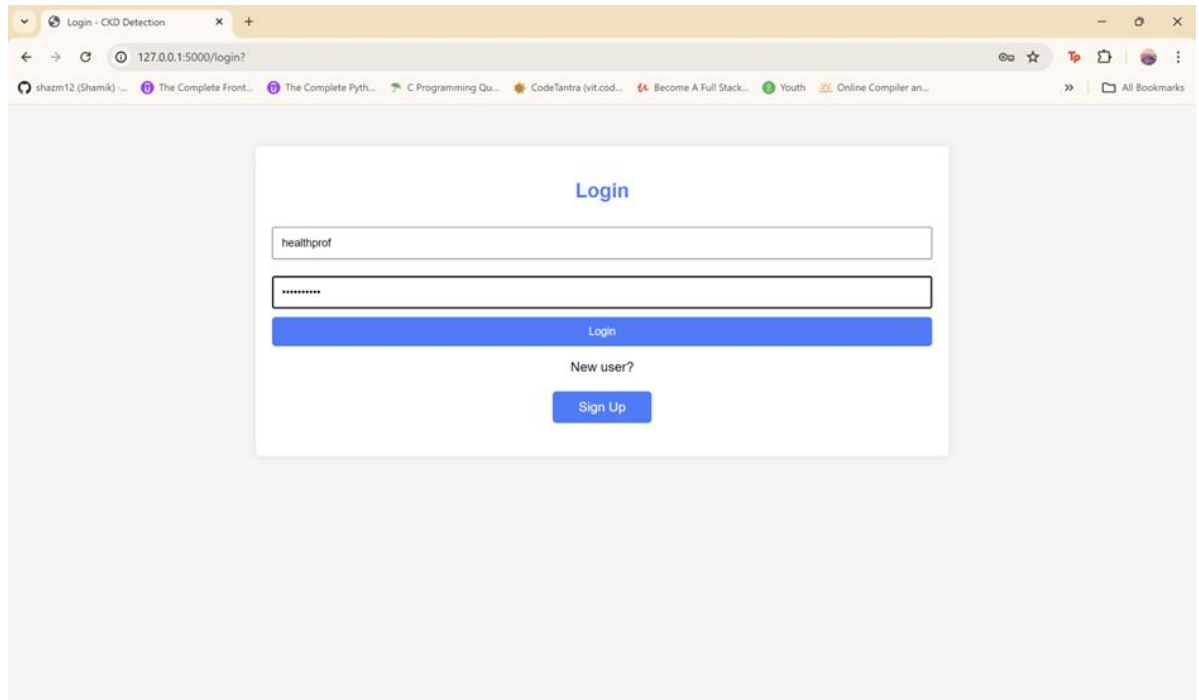 Login - CKD Detection
127.0.0.1:5000/login?
Tp
shazm12 (Shamik) -... The Complete Front... The Complete Pyth... C Programming Qu... CodeTantra (vit.cod... Become A Full Stack... Youth Online Compiler an... All Bookmarks
Login
healthprof
••••••••••
Login
New user?
Sign Up